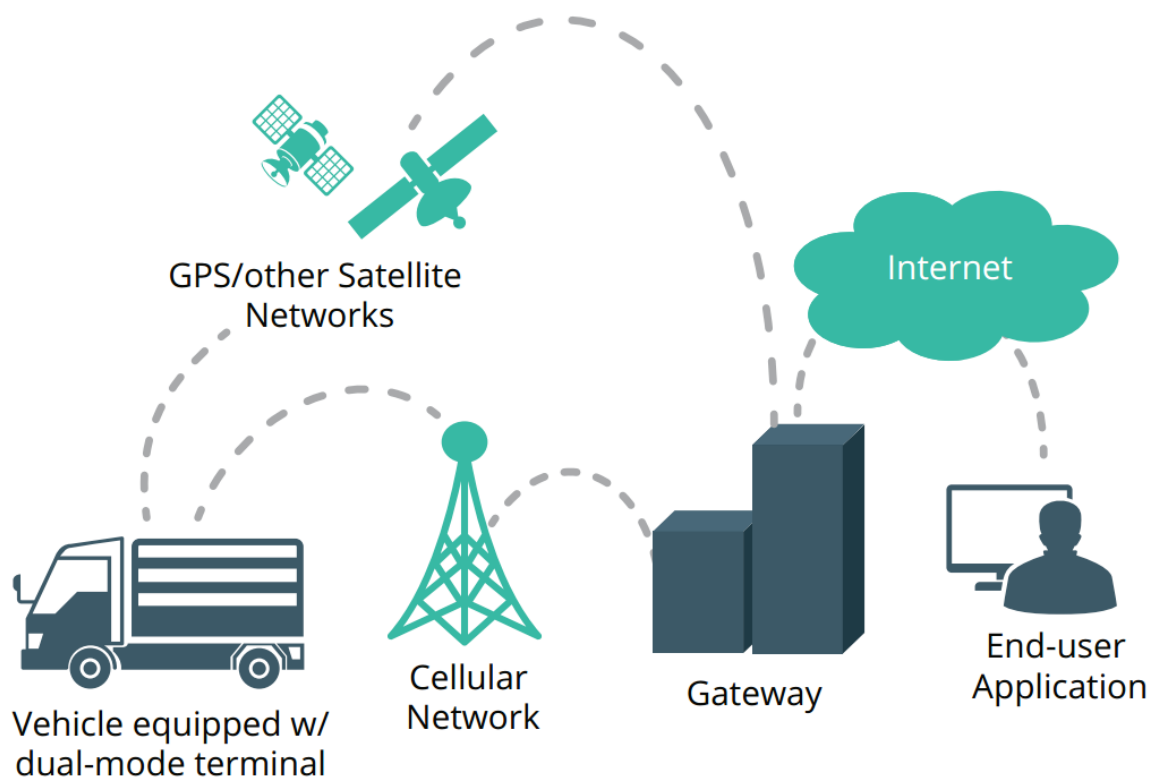 GPS/other Satellite
Networks
Internet
Cellular
Network
Gateway
End-user
Application
Vehicle equipped w/
dual-mode terminal